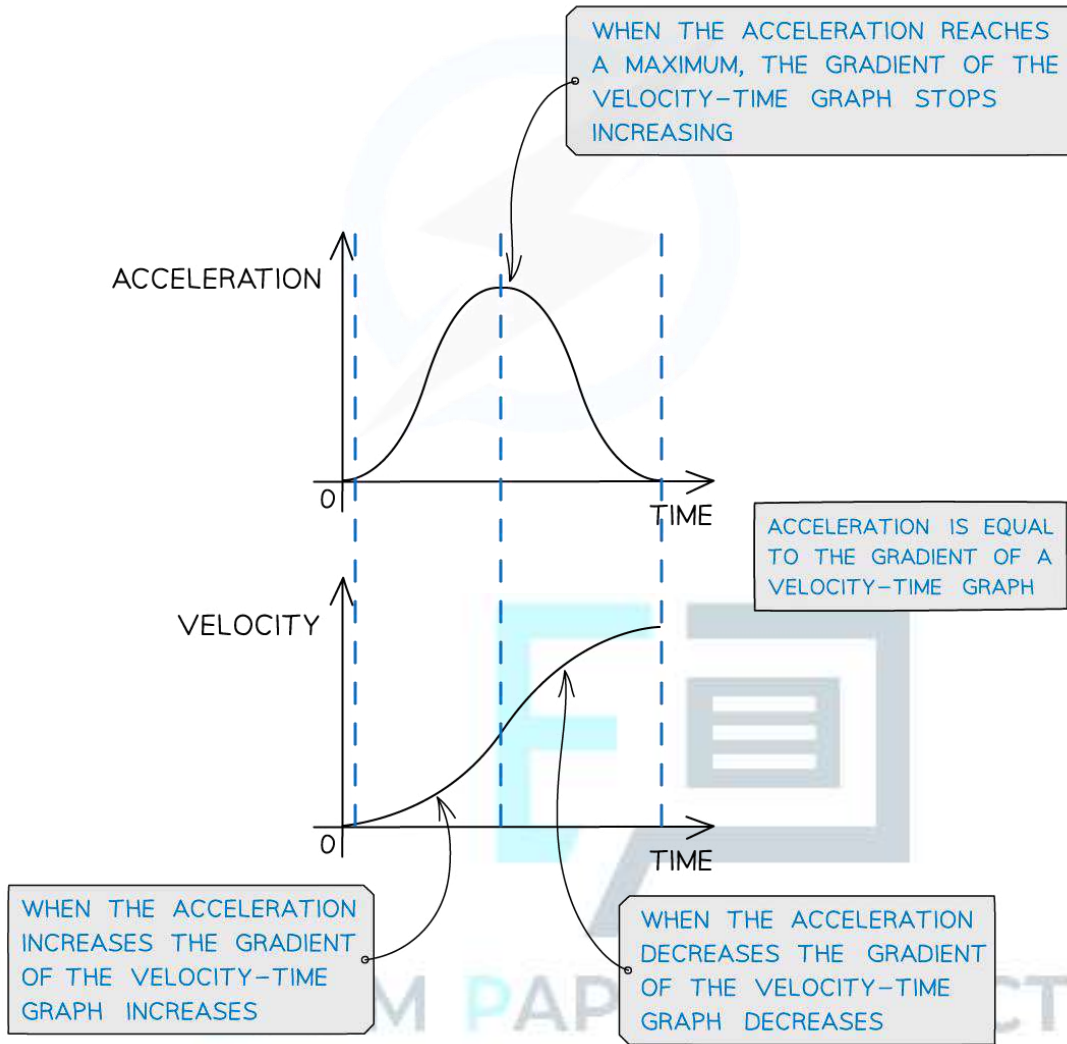 WHEN THE ACCELERATION REACHES
A MAXIMUM, THE GRADIENT OF THE
VELOCITY-TIME GRAPH STOPS
INCREASING
ACCELERATION
0
TIME
ACCELERATION IS EQUAL
TO THE GRADIENT OF A
VELOCITY-TIME GRAPH
VELOCITY
0
TIME
WHEN THE ACCELERATION
INCREASES THE GRADIENT
OF THE VELOCITY-TIME
GRAPH INCREASES
WHEN THE ACCELERATION
DECREASES THE GRADIENT
OF THE VELOCITY-TIME
GRAPH DECREASES
M PAP CT